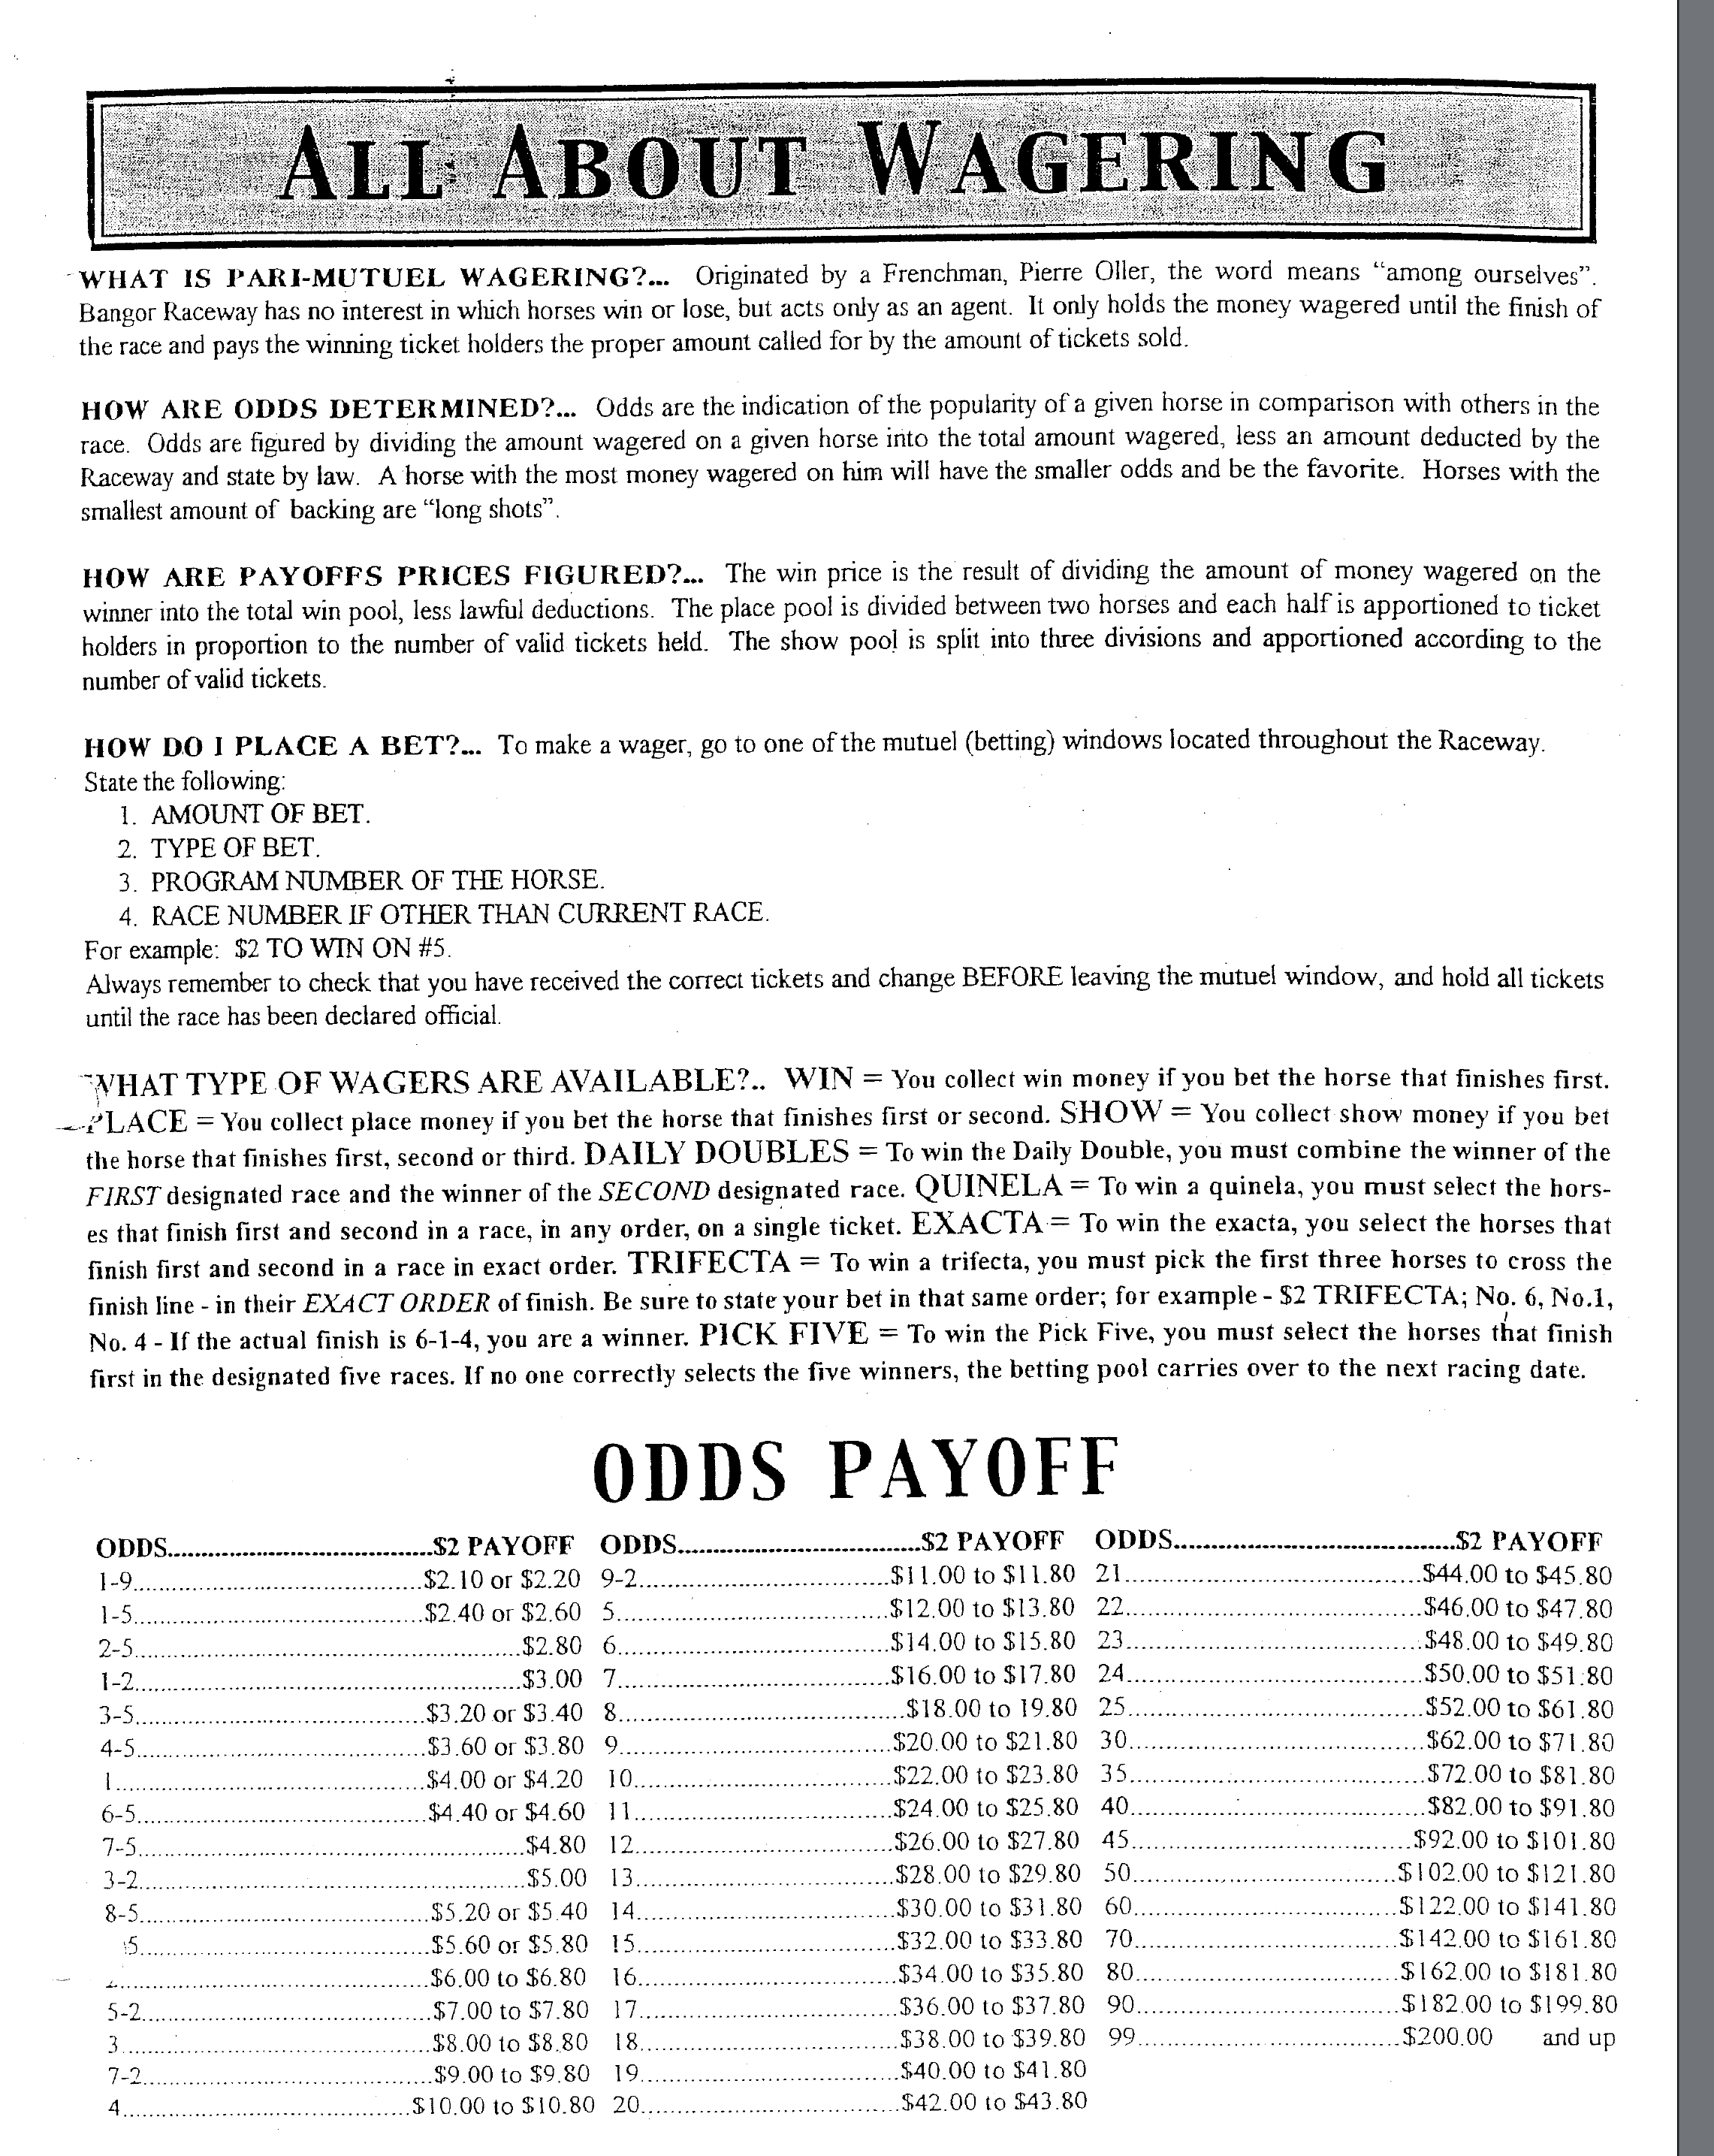 ALL ABOUT WAGERING
WHAT IS PARI-MUTUEL WAGERING?... Originated by a Frenchman, Pierre Oller, the word means “among ourselves”.
Bangor Raceway has no interest in which horses win or lose, but acts only as an agent. It only holds the money wagered until the finish of
the race and pays the winning ticket holders the proper amount called for by the amount of tickets sold.
HOW ARE ODDS DETERMINED?... Odds are the indication of the popularity of a given horse in comparison with others in the
race. Odds are figured by dividing the amount wagered on a given horse into the total amount wagered, less an amount deducted by the
Raceway and state by law. A horse with the most money wagered on him will have the smaller odds and be the favorite. Horses with the
smallest amount of backing are “long shots”.
HOW ARE PAYOFFS PRICES FIGURED?... The win price is the result of dividing the amount of money wagered on the
winner into the total win pool, less lawful deductions. The place pool is divided between two horses and each half is apportioned to ticket
holders in proportion to the number of valid tickets held. The show pool is split into three divisions and apportioned according to the
number of valid tickets.
HOW DO I PLACE A BET?... To make a wager, go to one of the mutuel (betting) windows located throughout the Raceway.
State the following:
1. AMOUNT OF BET.
2. TYPE OF BET.
3. PROGRAM NUMBER OF THE HORSE.
4. RACE NUMBER IF OTHER THAN CURRENT RACE.
For example: $2 TO WIN ON #5.
Always remember to check that you have received the correct tickets and change BEFORE leaving the mutuel window, and hold all tickets
until the race has been declared official.
WHAT TYPE OF WAGERS ARE AVAILABLE?.. WIN = You collect win money if you bet the horse that finishes first.
PLACE = You collect place money if you bet the horse that finishes first or second. SHOW = You collect show money if you bet
the horse that finishes first, second or third. DAILY DOUBLES = To win the Daily Double, you must combine the winner of the
FIRST designated race and the winner of the SECOND designated race. QUINELA = To win a quinela, you must select the hors-
es that finish first and second in a race, in any order, on a single ticket. EXACTA = To win the exacta, you select the horses that
finish first and second in a race in exact order. TRIFECTA = To win a trifecta, you must pick the first three horses to cross the
finish line - in their EXACT ORDER of finish. Be sure to state your bet in that same order; for example - $2 TRIFECTA; No. 6, No.1,
No. 4 - If the actual finish is 6-1-4, you are a winner. PICK FIVE = To win the Pick Five, you must select the horses that finish
first in the designated five races. If no one correctly selects the five winners, the betting pool carries over to the next racing date.
ODDS PAYOFF
ODDS...$2 PAYOFF
1-9...$2.10 or $2.20
1-5...$2.40 or $2.60
2-5...$2.80
1-2...$3.00
3-5...$3.20 or $3.40
4-5...$3.60 or $3.80
1...$4.00 or $4.20
6-5...$4.40 or $4.60
7-5...$4.80
3-2...$5.00
8-5...$5.20 or $5.40
5...$5.60 or $5.80
...$6.00 to $6.80
5-2...$7.00 to $7.80
3...$8.00 to $8.80
7-2...$9.00 to $9.80
4...$10.00 to $10.80
ODDS...$2 PAYOFF
9-2...$11.00 to $11.80
5...$12.00 to $13.80
6...$14.00 to $15.80
7...$16.00 to $17.80
8...$18.00 to 19.80
9...$20.00 to $21.80
10...$22.00 to $23.80
11...$24.00 to $25.80
12...$26.00 to $27.80
13...$28.00 to $29.80
14...$30.00 to $31.80
15...$32.00 to $33.80
16...$34.00 to $35.80
17...$36.00 to $37.80
18...$38.00 to $39.80
19...$40.00 to $41.80
20...$42.00 to $43.80
ODDS...$2 PAYOFF
21...$44.00 to $45.80
22...$46.00 to $47.80
23...$48.00 to $49.80
24...$50.00 to $51.80
25...$52.00 to $61.80
30...$62.00 to $71.80
35...$72.00 to $81.80
40...$82.00 to $91.80
45...$92.00 to $101.80
50...$102.00 to $121.80
60...$122.00 to $141.80
70...$142.00 to $161.80
80...$162.00 to $181.80
90...$182.00 to $199.80
99...$200.00 and up